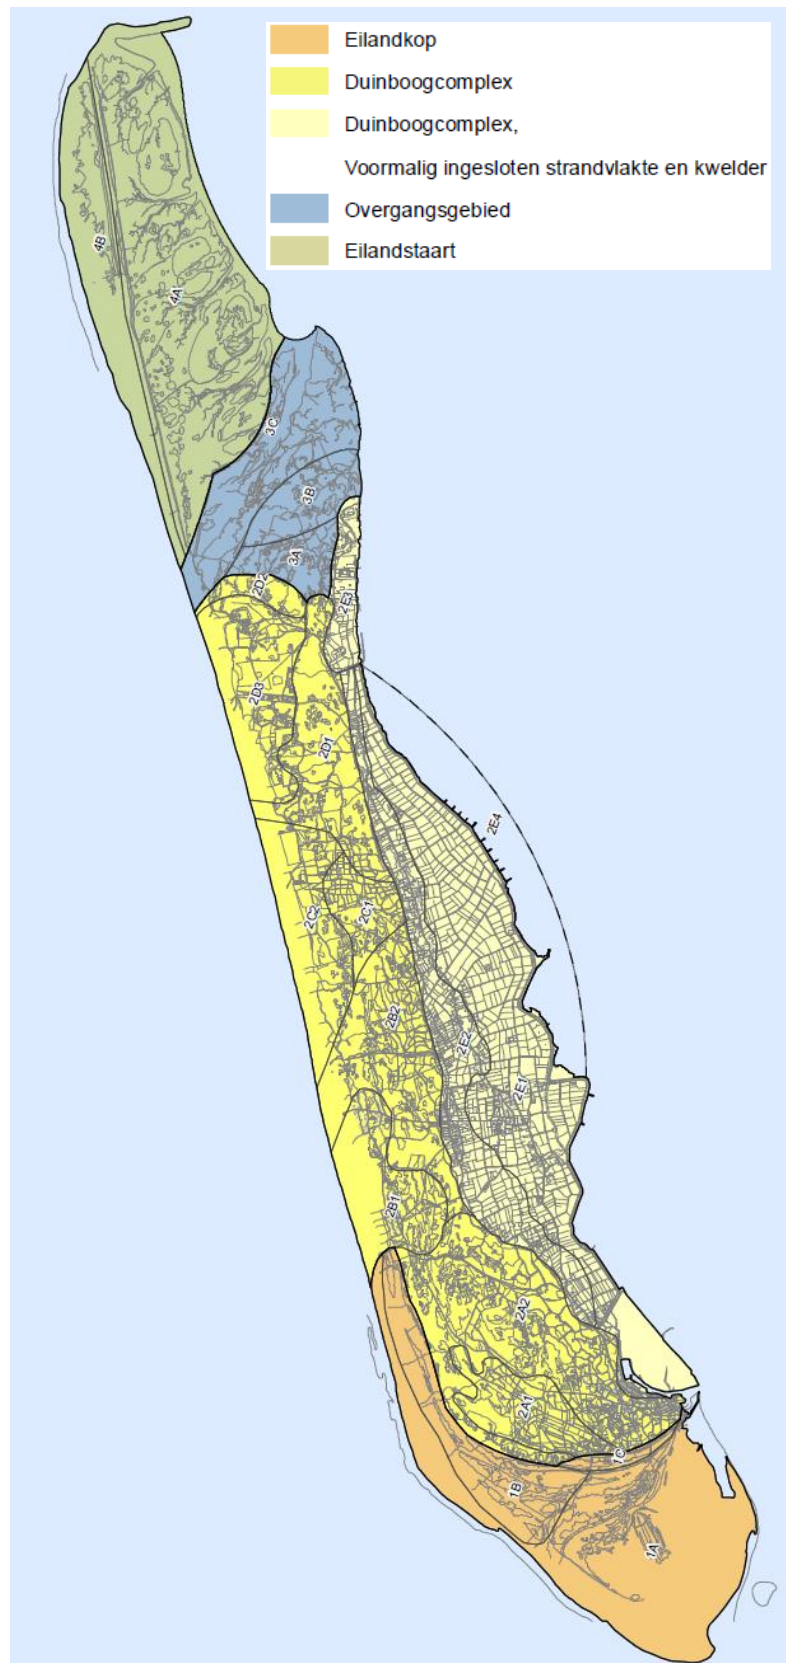 Eilandkop
Duinboogcomplex
Duinboogcomplex,
Voormalig ingesloten strandvlakte en kwelder
Overgangsgebied
Eilandstaart
4B
4A
3C
3B
3A
2D2
2E3
2D3
2D1
2E4
2C2
2C1
2B2
2E2
2E1
2B1
2A2
2A1
1C
1B
1A